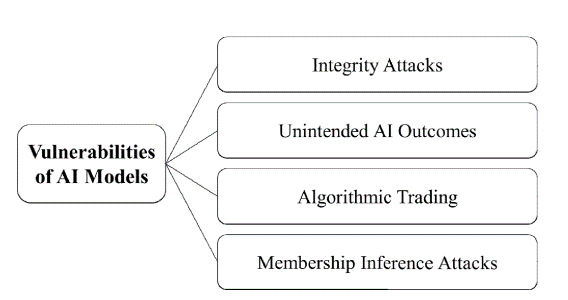 Integrity Attacks
Unintended AI Outcomes
Vulnerabilities
of AI Models
Algorithmic Trading
Membership Inference Attacks